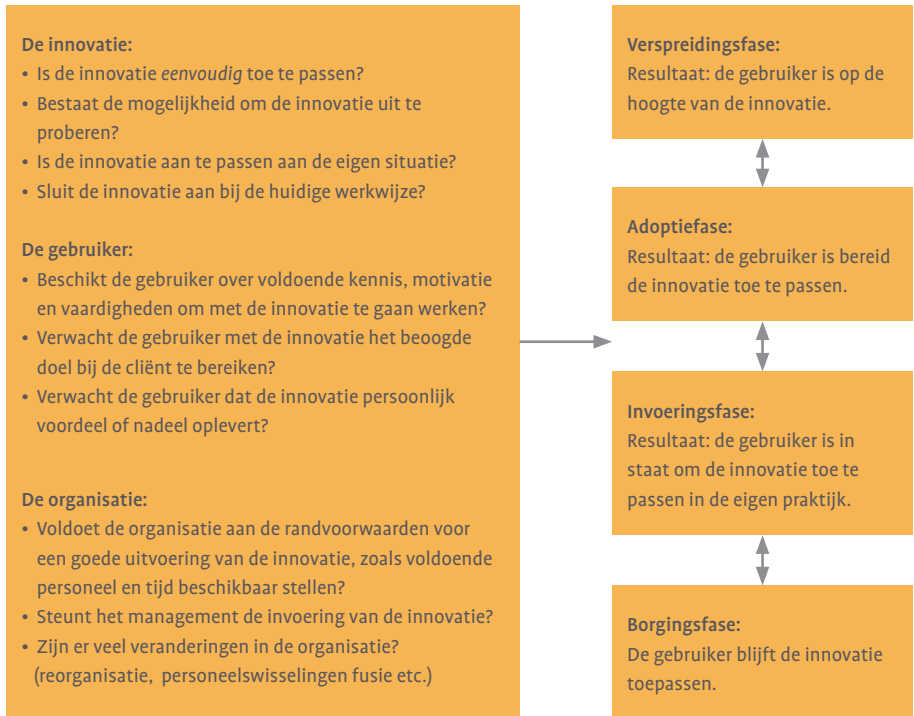 De innovatie:
• Is de innovatie eenvoudig toe te passen?
• Bestaat de mogelijkheid om de innovatie uit te
proberen?
• Is de innovatie aan te passen aan de eigen situatie?
• Sluit de innovatie aan bij de huidige werkwijze?
De gebruiker:
• Beschikt de gebruiker over voldoende kennis, motivatie
en vaardigheden om met de innovatie te gaan werken?
• Verwacht de gebruiker met de innovatie het beoogde
doel bij de cliënt te bereiken?
• Verwacht de gebruiker dat de innovatie persoonlijk
voordeel of nadeel oplevert?
De organisatie:
• Voldoet de organisatie aan de randvoorwaarden voor
een goede uitvoering van de innovatie, zoals voldoende
personeel en tijd beschikbaar stellen?
• Steunt het management de invoering van de innovatie?
• Zijn er veel veranderingen in de organisatie?
(reorganisatie, personeelswisselingen fusie etc.)
Verspreidingsfase:
Resultaat: de gebruiker is op de
hoogte van de innovatie.
Adoptiefase:
Resultaat: de gebruiker is bereid
de innovatie toe te passen.
Invoeringsfase:
Resultaat: de gebruiker is in
staat om de innovatie toe te
passen in de eigen praktijk.
Borgingsfase:
De gebruiker blijft de innovatie
toepassen.